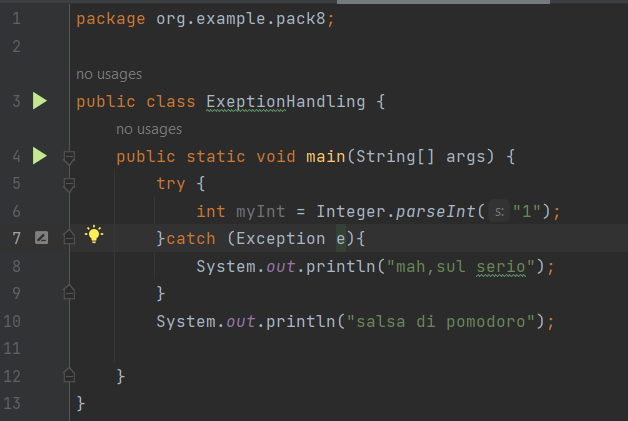 1 package org.example.pack8;
2
no usages
3 public class ExeptionHandling {
no usages
4 public static void main(String[] args) {
5 try {
6 int myInt = Integer.parseInt( s: "1");
7 }catch (Exception e){
8 System.out.println("mah,sul serio");
9 }
10 System.out.println("salsa di pomodoro");
11
12 }
13 }